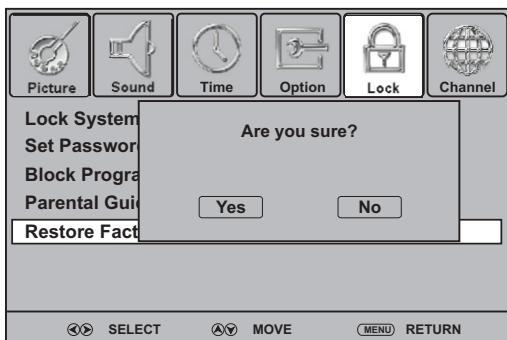 Picture Sound Time Option Lock Channel
Lock System
Are you sure?
Set Passwor
Block Progra
Parental Gui
Yes No
Restore Fact
SELECT MOVE MENU RETURN